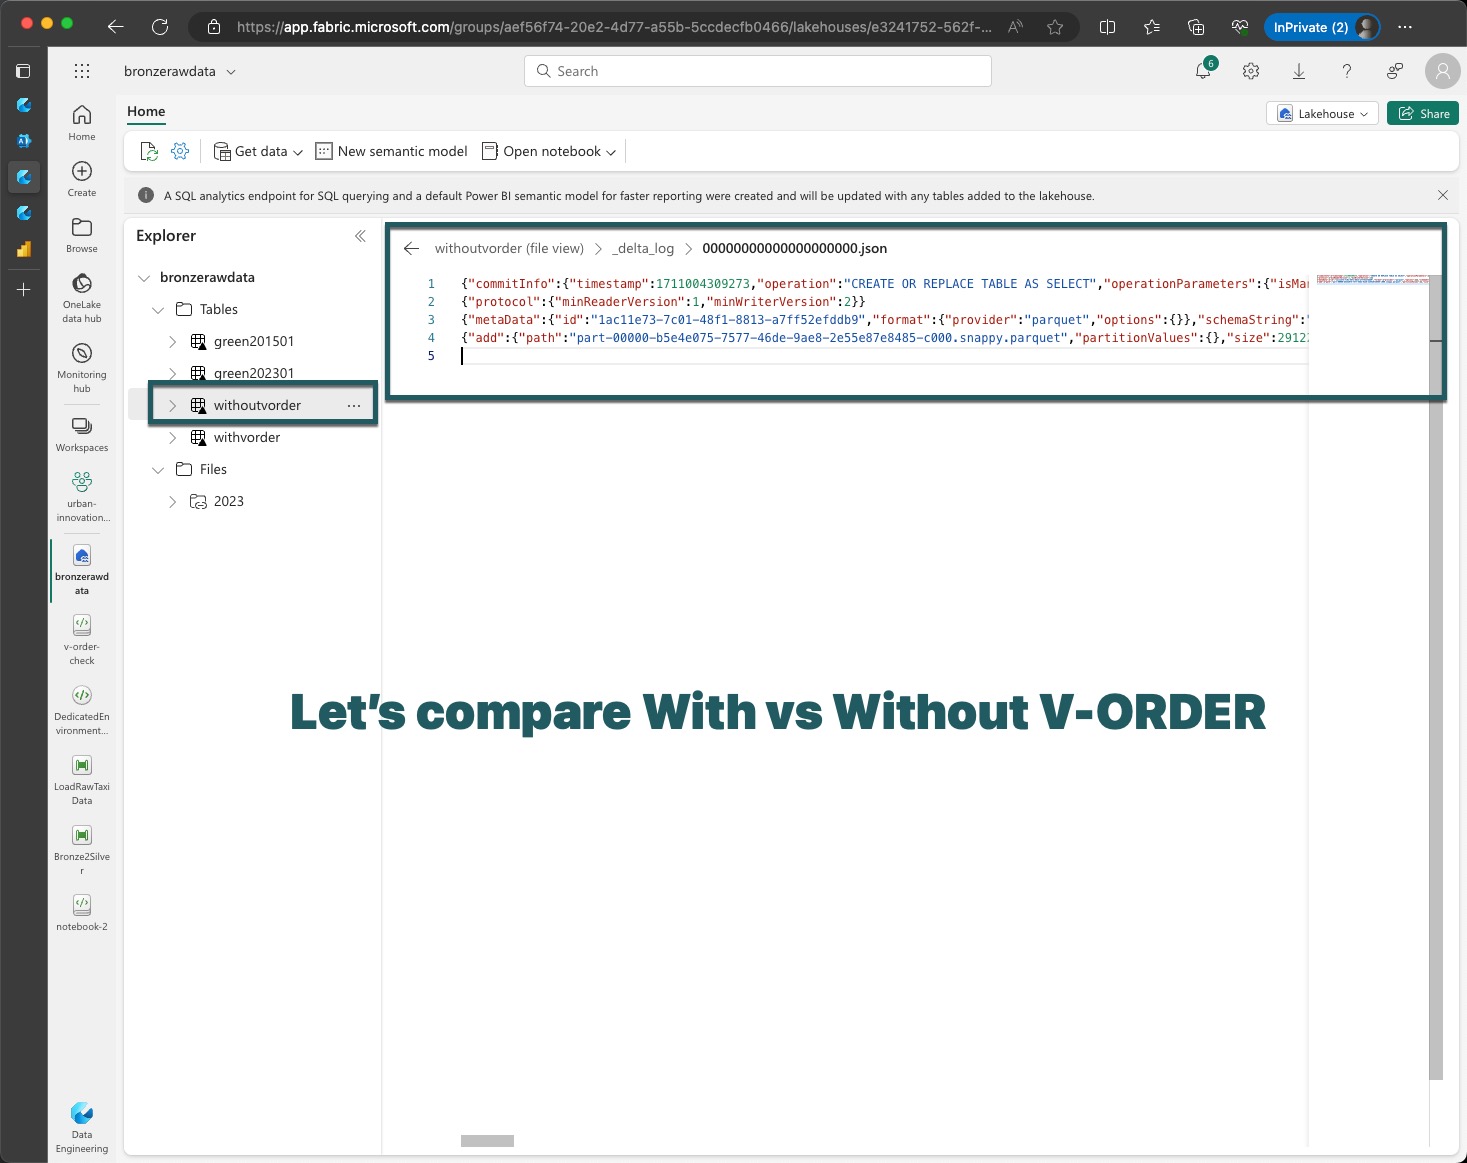 https://app.fabric.microsoft.com/groups/aef56f74-20e2-4d77-a55b-5ccdecfb0466/lakehouses/e3241752-562f-...
InPrivate (2)
bronzerawdata
Search
6
Home
Lakehouse
Share
Get data
New semantic model
Open notebook
A SQL analytics endpoint for SQL querying and a default Power BI semantic model for faster reporting were created and will be updated with any tables added to the lakehouse.
Home
Create
Browse
OneLake
data hub
Monitoring
hub
Workspaces
urban-
innovation...
bronzerawd
ata
v-order-
check
DedicatedEn
vironment...
LoadRawTaxi
Data
Bronze2Silve
r
notebook-2
Data
Engineering
Explorer
bronzerawdata
Tables
green201501
green202301
withoutvorder
withvorder
Files
2023
withoutvorder (file view) > _delta_log > 00000000000000000000.json
1 {"commitInfo":{"timestamp":1711004309273,"operation":"CREATE OR REPLACE TABLE AS SELECT","operationParameters":{"isMa
2 {"protocol":{"minReaderVersion":1,"minWriterVersion":2}}
3 {"metaData":{"id":"1ac11e73-7c01-48f1-8813-a7ff52efddb9","format":{"provider":"parquet","options":{}},"schemaString":"
4 {"add":{"path":"part-00000-b5e4e075-7577-46de-9ae8-2e55e87e8485-c000.snappy.parquet","partitionValues":{},"size":2912
5
Let's compare With vs Without V-ORDER